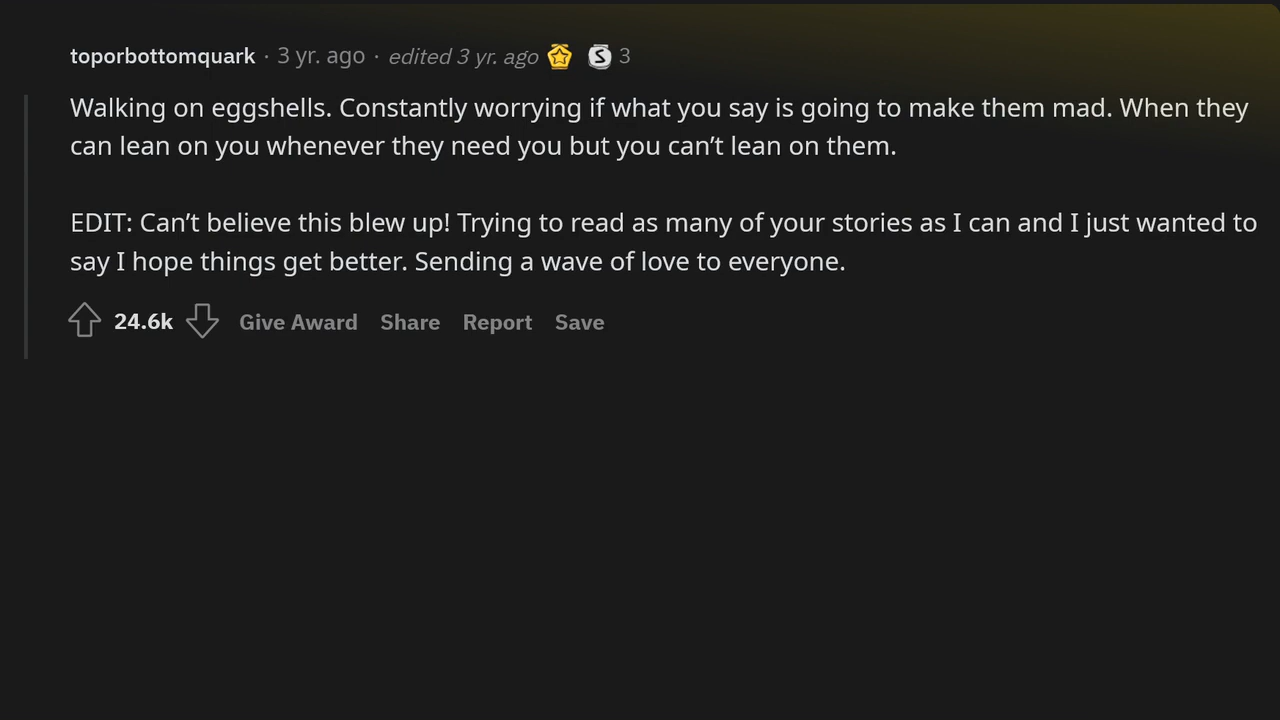 toporbottomquark · 3 yr. ago · edited 3 yr. ago S 3
Walking on eggshells. Constantly worrying if what you say is going to make them mad. When they
can lean on you whenever they need you but you can’t lean on them.
EDIT: Can’t believe this blew up! Trying to read as many of your stories as I can and I just wanted to
say I hope things get better. Sending a wave of love to everyone.
24.6k Give Award Share Report Save